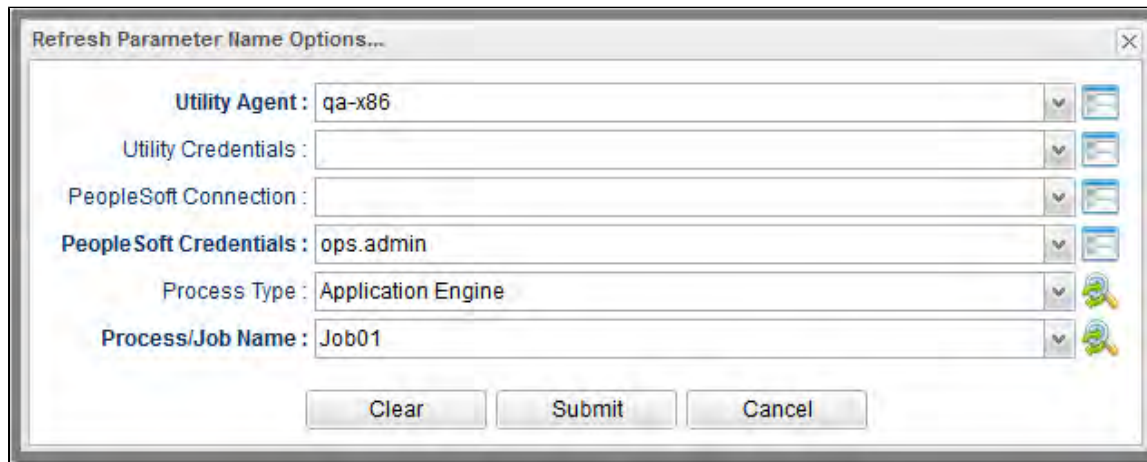 Refresh Parameter Name Options...
Utility Agent : qa-x86
Utility Credentials :
PeopleSoft Connection :
PeopleSoft Credentials : ops.admin
Process Type : Application Engine
Process/Job Name : Job01
Clear Submit Cancel